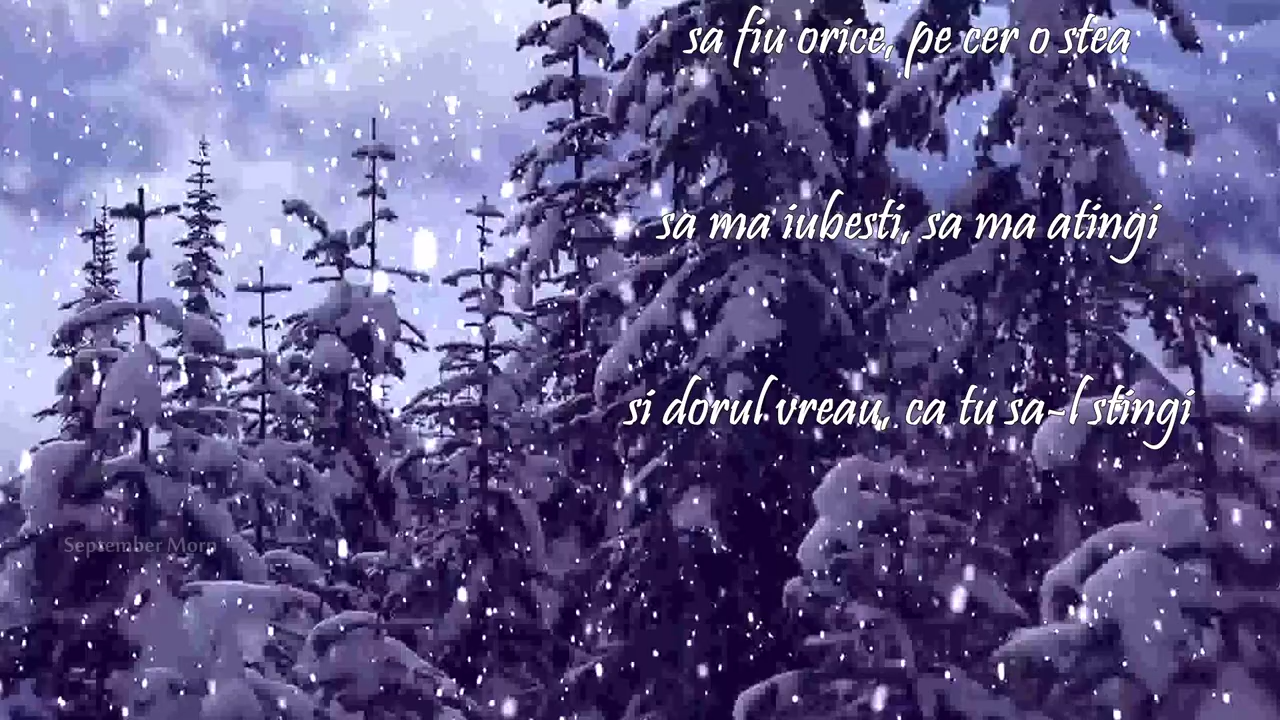 sa fiu orice, pe cer o stea
sa ma iubesti, sa ma atingi
si dorul vreau, ca tu sa-l stingi
September Morn